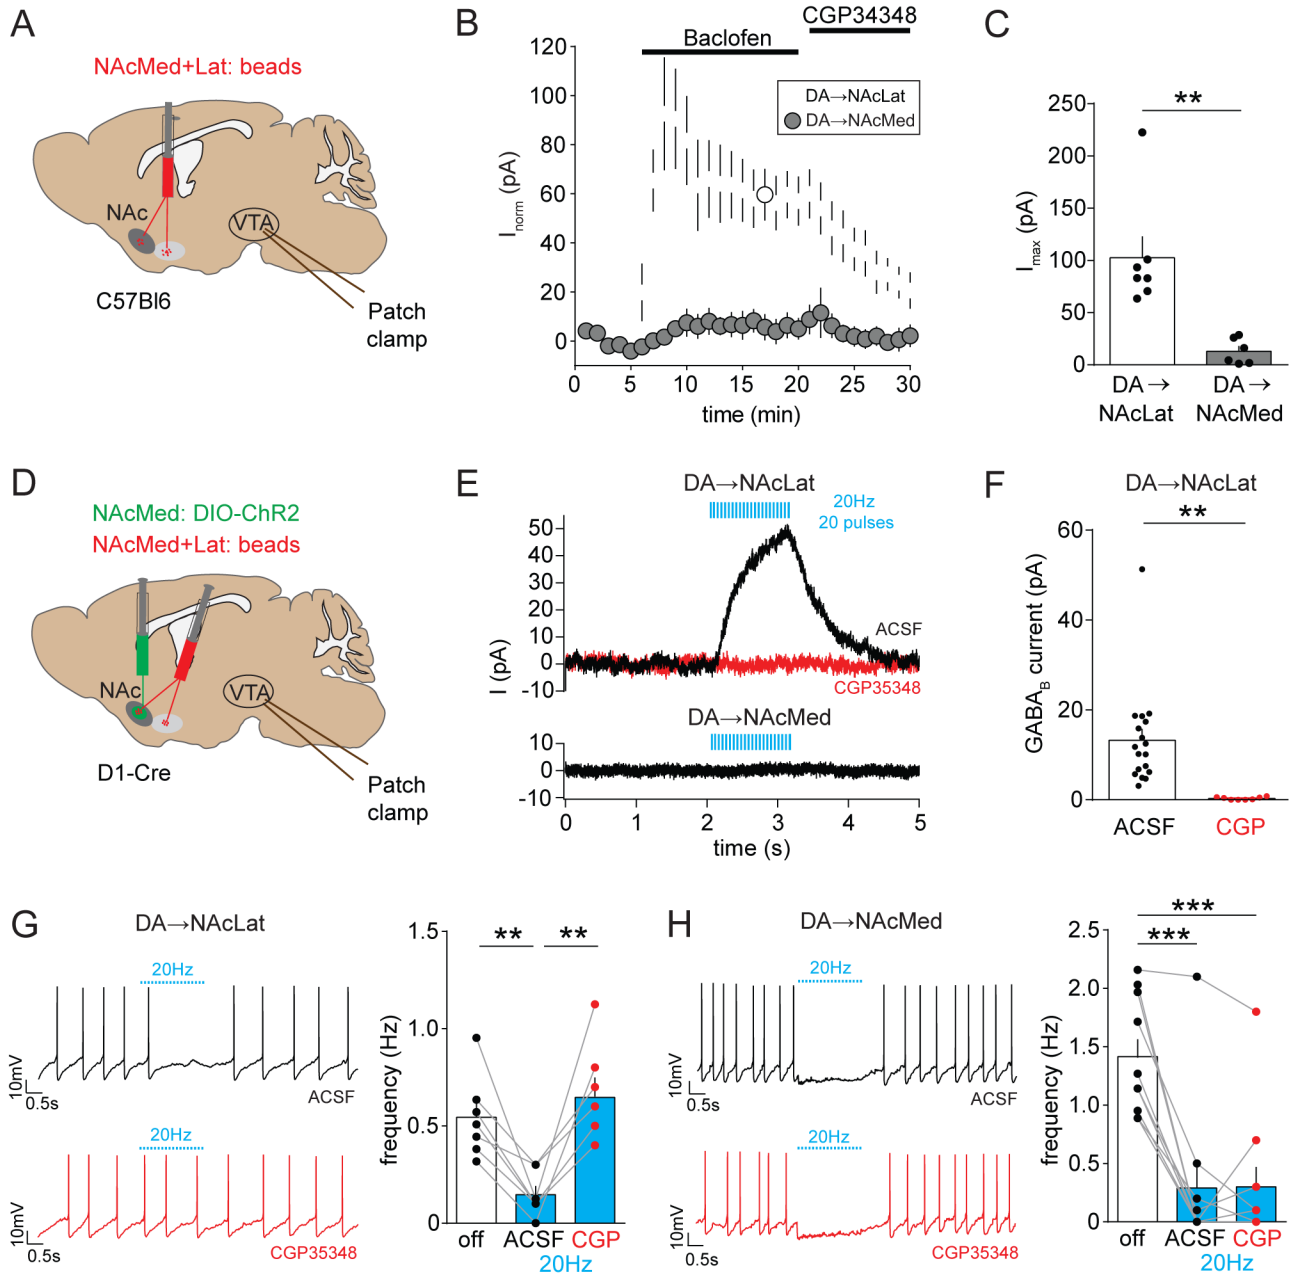 A
NAcMed+Lat: beads
NAc
VTA
C57Bl6
Patch
clamp
B
CGP34348
Baclofen
DA→NAcLat
DA→NAcMed
Inorm (pA)
120
100
80
60
40
20
0
0 5 10 15 20 25 30
time (min)
C
**
Imax (pA)
250
200
150
100
50
0
DA→ DA→
NAcLat NAcMed
D
NAcMed: DIO-ChR2
NAcMed+Lat: beads
NAc
VTA
D1-Cre
Patch
clamp
E
DA→NAcLat
20Hz
20 pulses
I (pA)
50
40
30
20
10
0
-10
ACSF
CGP35348
DA→NAcMed
10
0
-10
0 1 2 3 4 5
time (s)
F
DA→NAcLat
**
GABAB current (pA)
60
40
20
0
ACSF CGP
G
DA→NAcLat
20Hz
10mV
0.5s
ACSF
20Hz
10mV
0.5s
CGP35348
** **
frequency (Hz)
1.5
1.0
0.5
0
off ACSF CGP
20Hz
H
DA→NAcMed
20Hz
10mV
0.5s
ACSF
20Hz
10mV
0.5s
CGP35348
***
***
frequency (Hz)
2.5
2.0
1.5
1.0
0.5
0
off ACSF CGP
20Hz